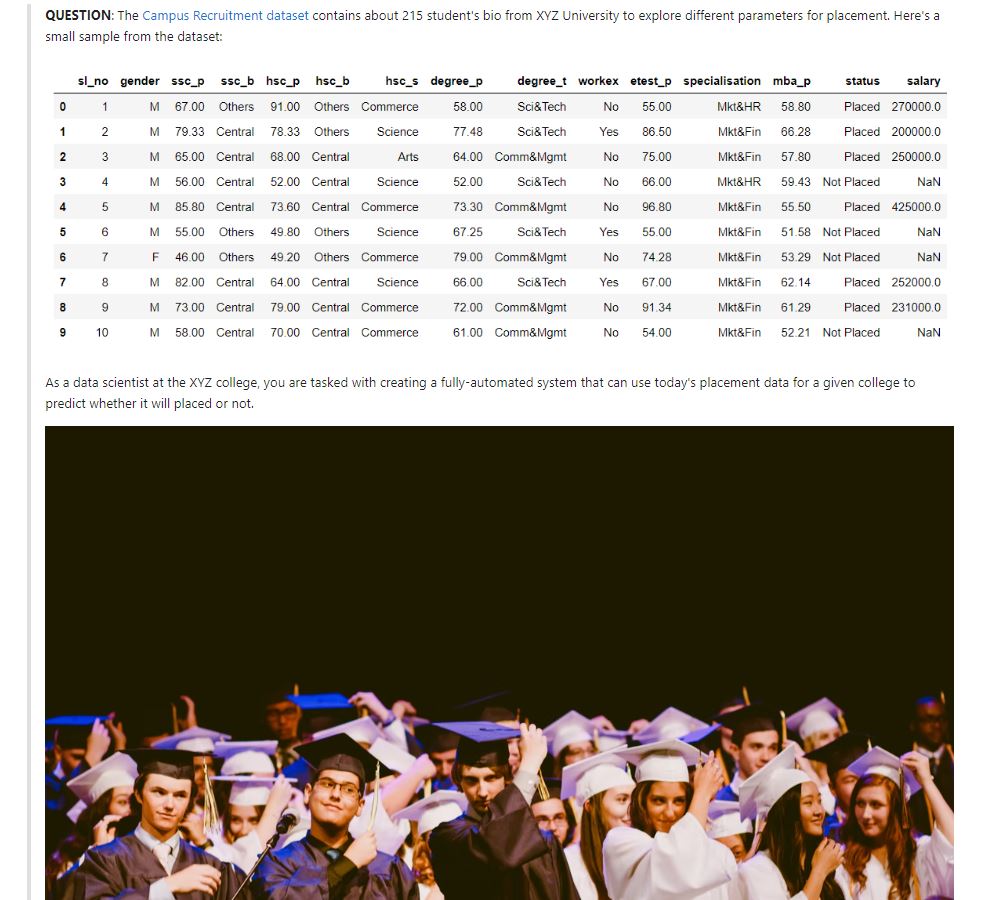 QUESTION: The Campus Recruitment dataset contains about 215 student's bio from XYZ University to explore different parameters for placement. Here's a
small sample from the dataset:
sl_no gender ssc_p ssc_b hsc_p hsc_b hsc_s degree_p degree_t workex etest_p specialisation mba_p status salary
0 1 M 67.00 Others 91.00 Others Commerce 58.00 Sci&Tech No 55.00 Mkt&HR 58.80 Placed 270000.0
1 2 M 79.33 Central 78.33 Others Science 77.48 Sci&Tech Yes 86.50 Mkt&Fin 66.28 Placed 200000.0
2 3 M 65.00 Central 68.00 Central Arts 64.00 Comm&Mgmt No 75.00 Mkt&Fin 57.80 Placed 250000.0
3 4 M 56.00 Central 52.00 Central Science 52.00 Sci&Tech No 66.00 Mkt&HR 59.43 Not Placed NaN
4 5 M 85.80 Central 73.60 Central Commerce 73.30 Comm&Mgmt No 96.80 Mkt&Fin 55.50 Placed 425000.0
5 6 M 55.00 Others 49.80 Others Science 67.25 Sci&Tech Yes 55.00 Mkt&Fin 51.58 Not Placed NaN
6 7 F 46.00 Others 49.20 Others Commerce 79.00 Comm&Mgmt No 74.28 Mkt&Fin 53.29 Not Placed NaN
7 8 M 82.00 Central 64.00 Central Science 66.00 Sci&Tech Yes 67.00 Mkt&Fin 62.14 Placed 252000.0
8 9 M 73.00 Central 79.00 Central Commerce 72.00 Comm&Mgmt No 91.34 Mkt&Fin 61.29 Placed 231000.0
9 10 M 58.00 Central 70.00 Central Commerce 61.00 Comm&Mgmt No 54.00 Mkt&Fin 52.21 Not Placed NaN
As a data scientist at the XYZ college, you are tasked with creating a fully-automated system that can use today's placement data for a given college to
predict whether it will placed or not.